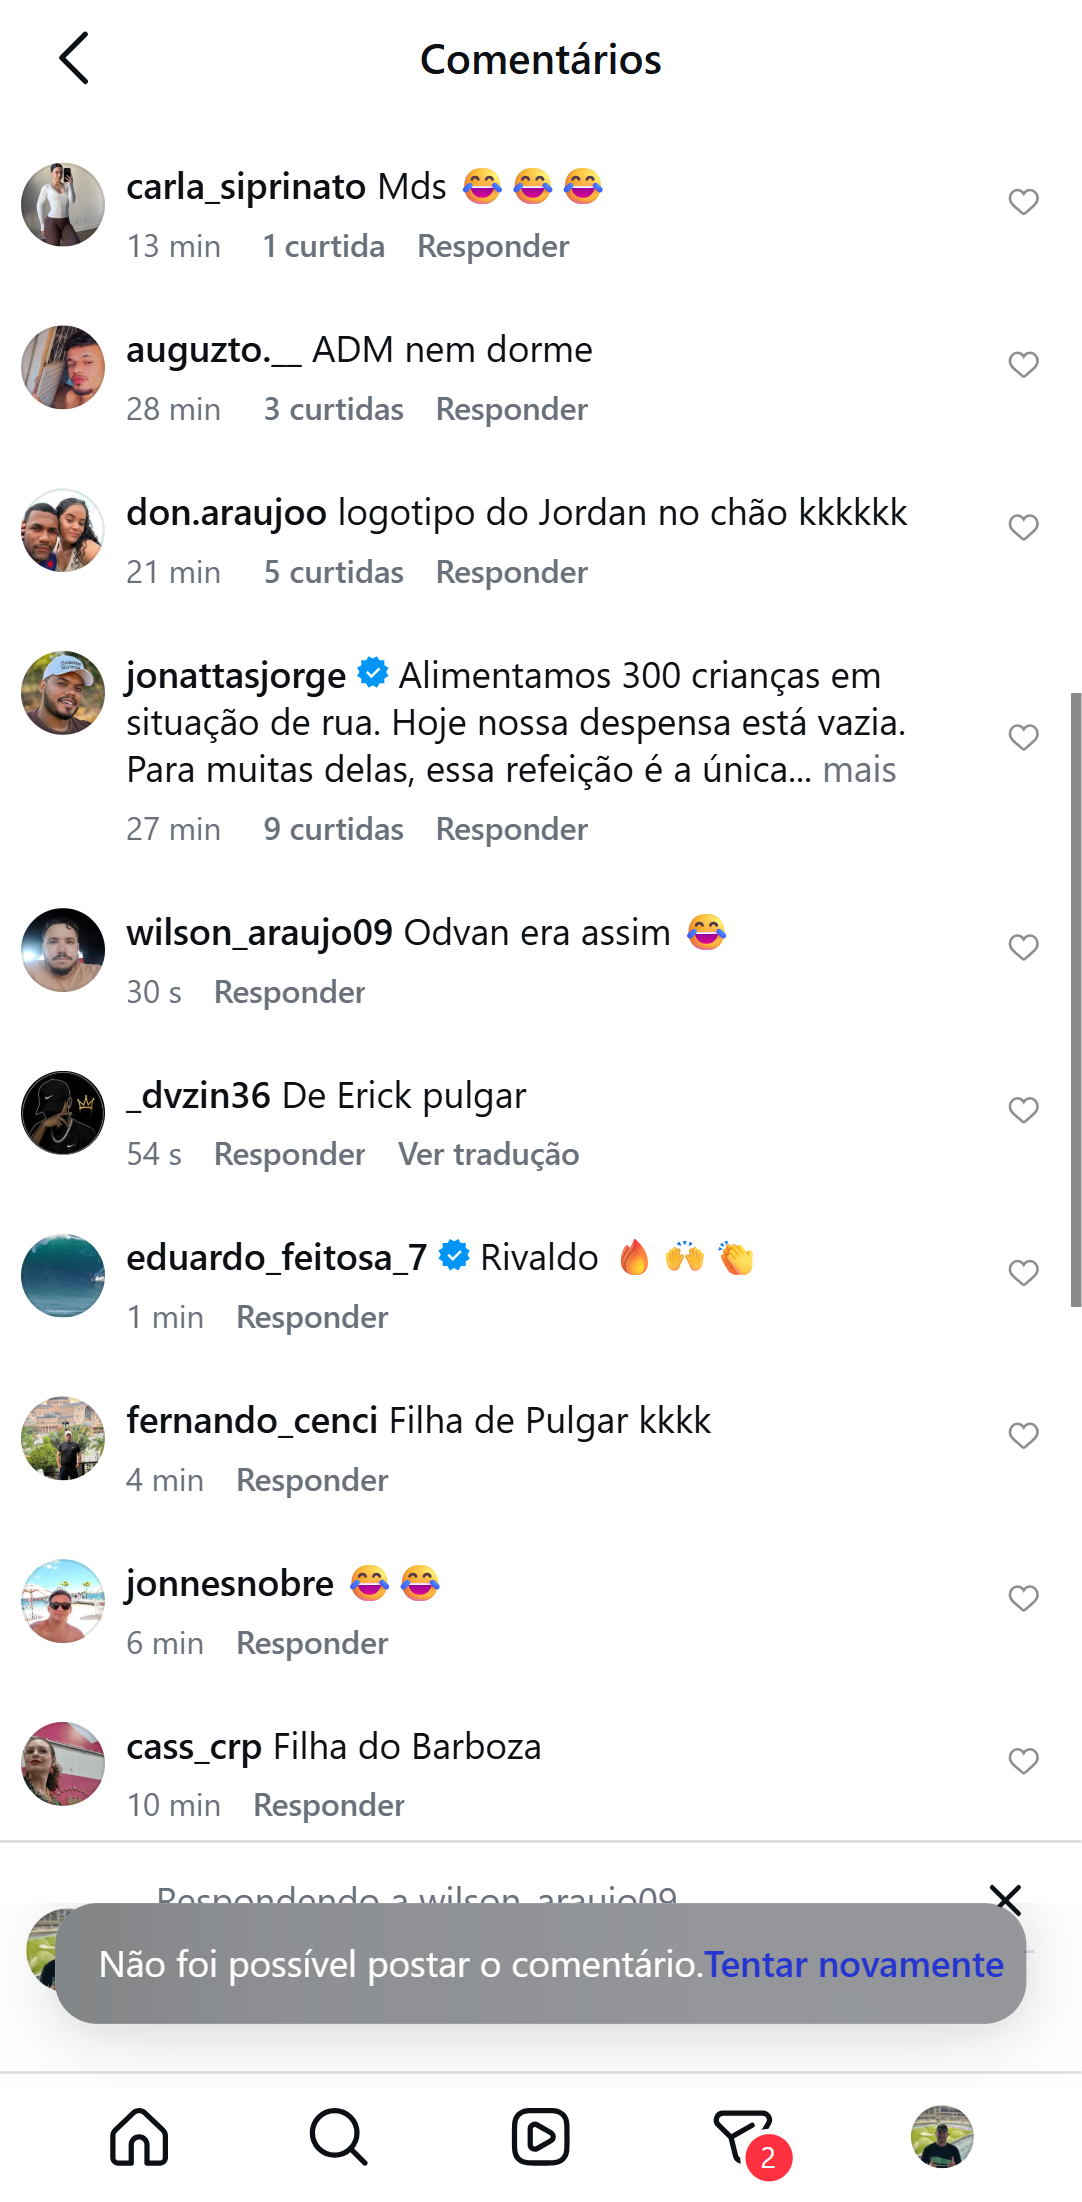 Comentários
carla_siprinato Mds 😂😂😂
13 min 1 curtida Responder
auguzto.__ ADM nem dorme
28 min 3 curtidas Responder
don.araujoo logotipo do Jordan no chão kkkkkk
21 min 5 curtidas Responder
jonattasjorge Alimentamos 300 crianças em
situação de rua. Hoje nossa despensa está vazia.
Para muitas delas, essa refeição é a única... mais
27 min 9 curtidas Responder
wilson_araujo09 Odvan era assim 😂
30 s Responder
_dvzin36 De Erick pulgar
54 s Responder Ver tradução
eduardo_feitosa_7 Rivaldo 🔥🙌👏
1 min Responder
fernando_cenci Filha de Pulgar kkkk
4 min Responder
jonnesnobre 😂😂
6 min Responder
cass_crp Filha do Barboza
10 min Responder
Respondendo a wilson_araujo09
Não foi possível postar o comentário.Tentar novamente
2